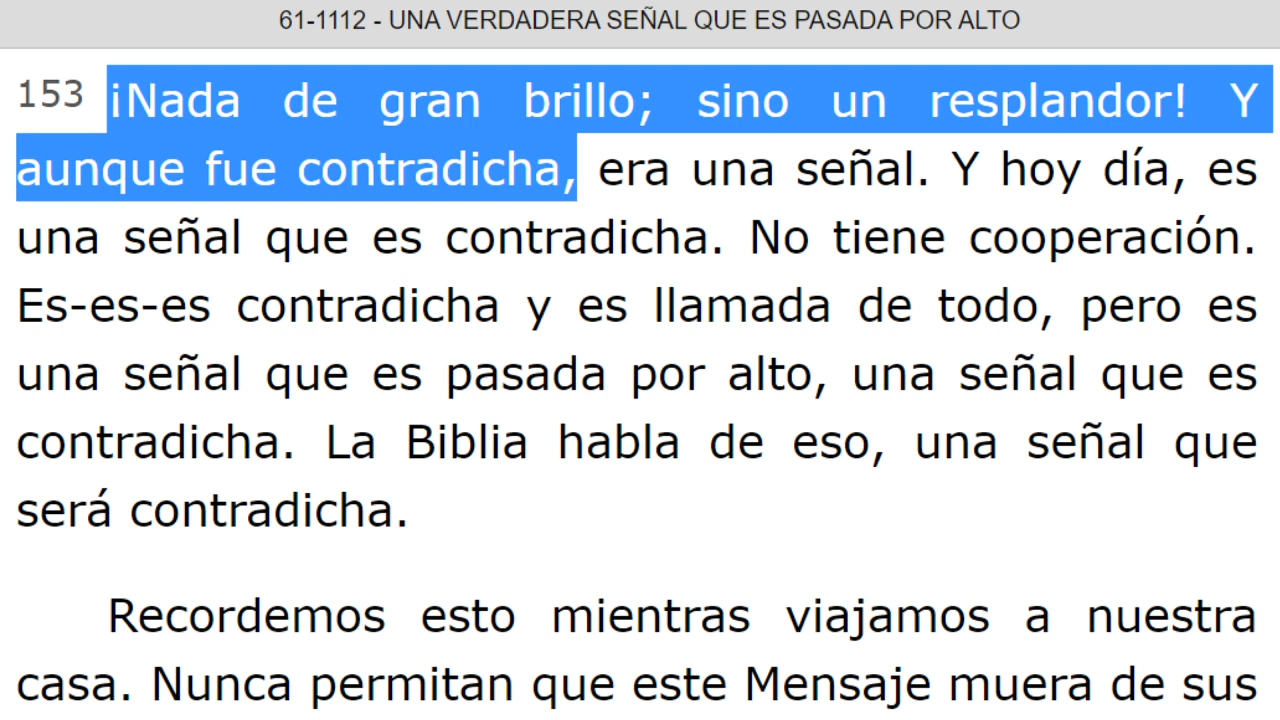 61-1112 - UNA VERDADERA SEÑAL QUE ES PASADA POR ALTO
153 ¡Nada de gran brillo; sino un resplandor! Y
aunque fue contradicha, era una señal. Y hoy día, es
una señal que es contradicha. No tiene cooperación.
Es-es-es contradicha y es llamada de todo, pero es
una señal que es pasada por alto, una señal que es
contradicha. La Biblia habla de eso, una señal que
será contradicha.
Recordemos esto mientras viajamos a nuestra
casa. Nunca permitan que este Mensaje muera de sus